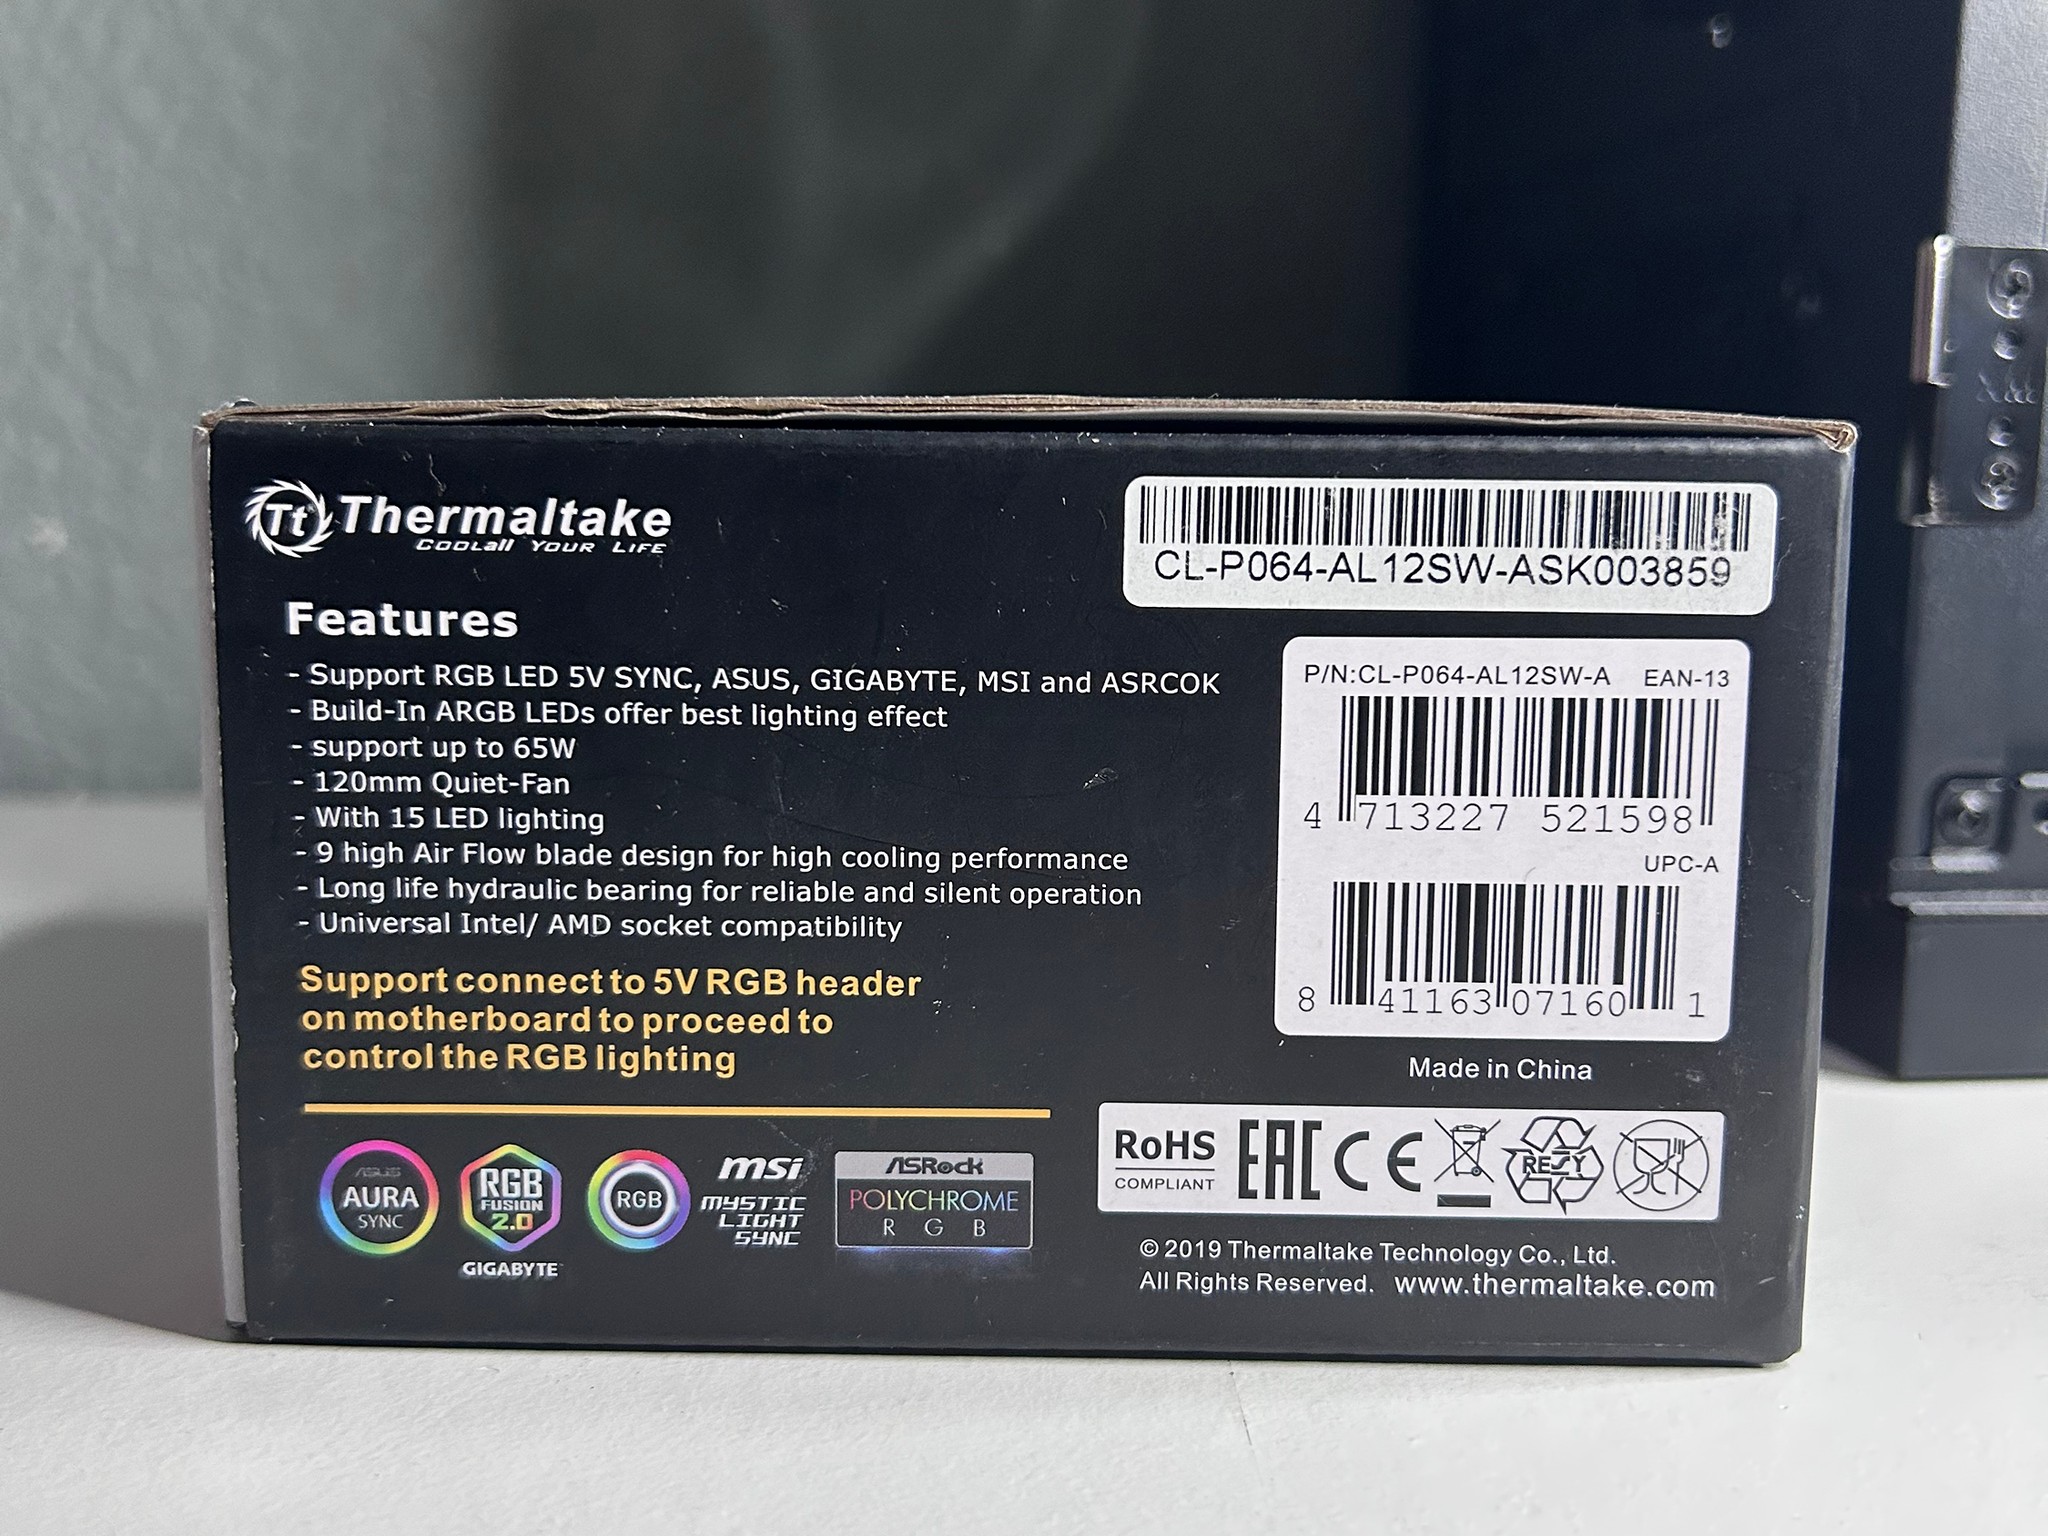 Tt Thermaltake
COOLall YOUR LIFE
Features
- Support RGB LED 5V SYNC, ASUS, GIGABYTE, MSI and ASRCOK
- Build-In ARGB LEDs offer best lighting effect
- support up to 65W
- 120mm Quiet-Fan
- With 15 LED lighting
- 9 high Air Flow blade design for high cooling performance
- Long life hydraulic bearing for reliable and silent operation
- Universal Intel/ AMD socket compatibility
Support connect to 5V RGB header
on motherboard to proceed to
control the RGB lighting
ASUS
AURA
SYNC
RGB
FUSION
2.0
GIGABYTE
RGB
msi
MYSTIC
LIGHT
SYNC
ASRock
POLYCHROME
RGB
CL-P064-AL12SW-ASK003859
P/N:CL-P064-AL12SW-A EAN-13
4 713227 521598
UPC-A
8 41163 07160 1
Made in China
RoHS
COMPLIANT
EAC CE
RESY
© 2019 Thermaltake Technology Co., Ltd.
All Rights Reserved. www.thermaltake.com